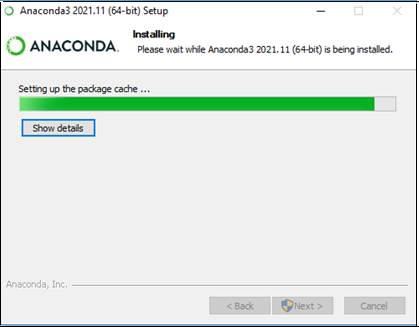 Anaconda3 2021.11 (64-bit) Setup
ANACONDA.
Installing
Please wait while Anaconda3 2021.11 (64-bit) is being installed.
Setting up the package cache ...
Show details
Anaconda, Inc.
< Back
Next >
Cancel